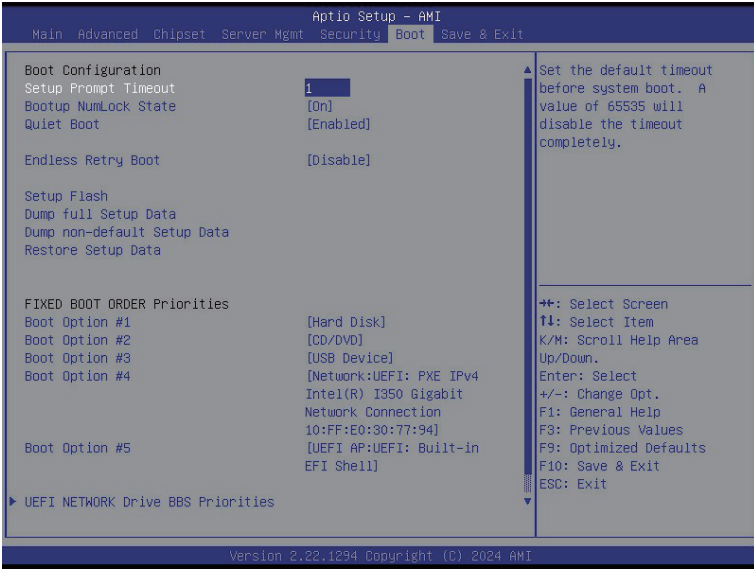 Aptio Setup – AMI
Main Advanced Chipset Server Mgmt Security Boot Save & Exit
Boot Configuration
Setup Prompt Timeout 1
Bootup NumLock State [On]
Quiet Boot [Enabled]
Endless Retry Boot [Disable]
Setup Flash
Dump full Setup Data
Dump non-default Setup Data
Restore Setup Data
FIXED BOOT ORDER Priorities
Boot Option #1 [Hard Disk]
Boot Option #2 [CD/DVD]
Boot Option #3 [USB Device]
Boot Option #4 [Network:UEFI: PXE IPv4
Intel(R) I350 Gigabit
Network Connection
10:FF:E0:30:77:94]
Boot Option #5 [UEFI AP:UEFI: Built-in
EFI Shell]
UEFI NETWORK Drive BBS Priorities
Set the default timeout
before system boot. A
value of 65535 will
disable the timeout
completely.
→←: Select Screen
↑↓: Select Item
K/M: Scroll Help Area
Up/Down.
Enter: Select
+/-: Change Opt.
F1: General Help
F3: Previous Values
F9: Optimized Defaults
F10: Save & Exit
ESC: Exit
Version 2.22.1294 Copyright (C) 2024 AMI